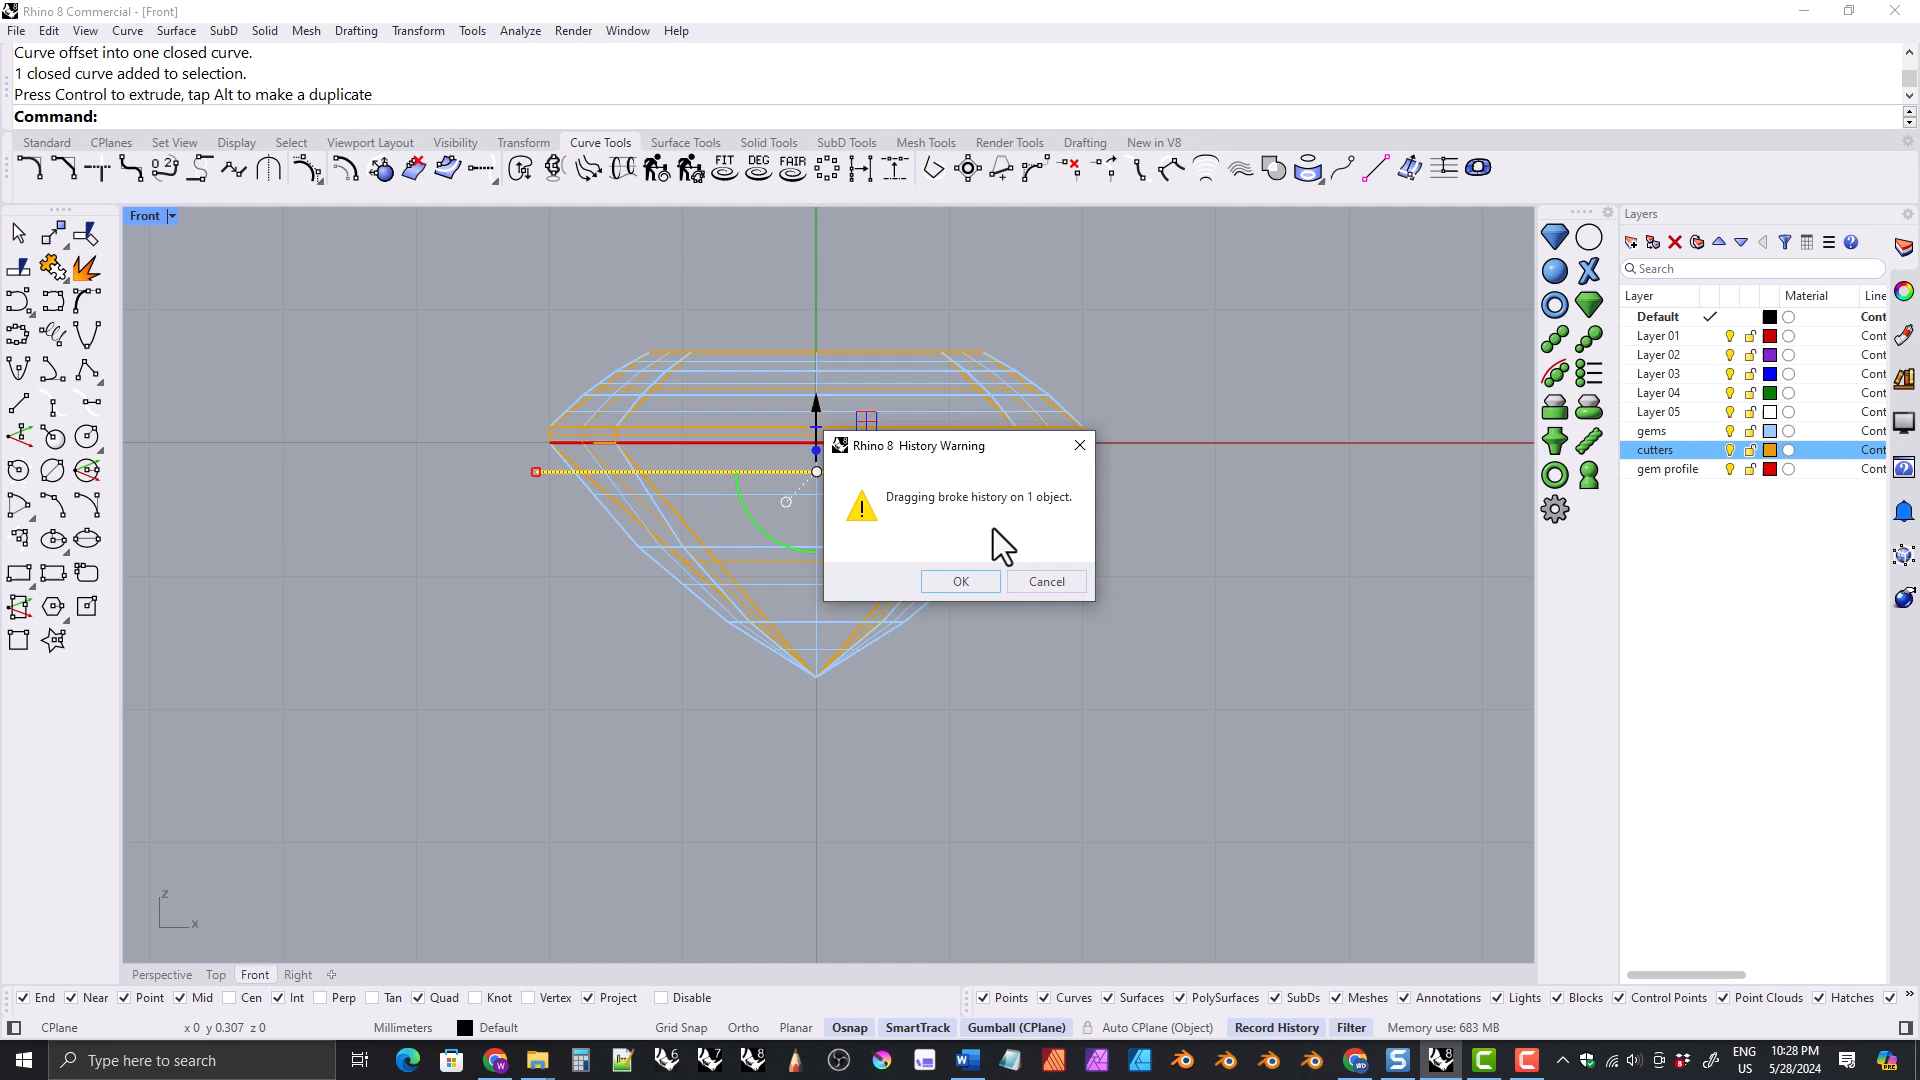 Rhino 8 Commercial - [Front]
File Edit View Curve Surface SubD Solid Mesh Drafting Transform Tools Analyze Render Window Help
Curve offset into one closed curve.
1 closed curve added to selection.
Press Control to extrude, tap Alt to make a duplicate
Command:
Standard CPlanes Set View Display Select Viewport Layout Visibility Transform Curve Tools Surface Tools Solid Tools SubD Tools Mesh Tools Render Tools Drafting New in V8
FIT DEG FAIR
Front
Layers
Search
Layer Material Line
Default Cont
Layer 01 Cont
Layer 02 Cont
Layer 03 Cont
Layer 04 Cont
Layer 05 Cont
gems Cont
cutters Cont
gem profile Cont
Rhino 8 History Warning
Dragging broke history on 1 object.
OK Cancel
z
x
Perspective Top Front Right
End Near Point Mid Cen Int Perp Tan Quad Knot Vertex Project Disable
Points Curves Surfaces PolySurfaces SubDs Meshes Annotations Lights Blocks Control Points Point Clouds Hatches
CPlane x 0 y 0.307 z 0 Millimeters Default Grid Snap Ortho Planar Osnap SmartTrack Gumball (CPlane) Auto CPlane (Object) Record History Filter Memory use: 683 MB
Type here to search
ENG
US
10:28 PM
5/28/2024